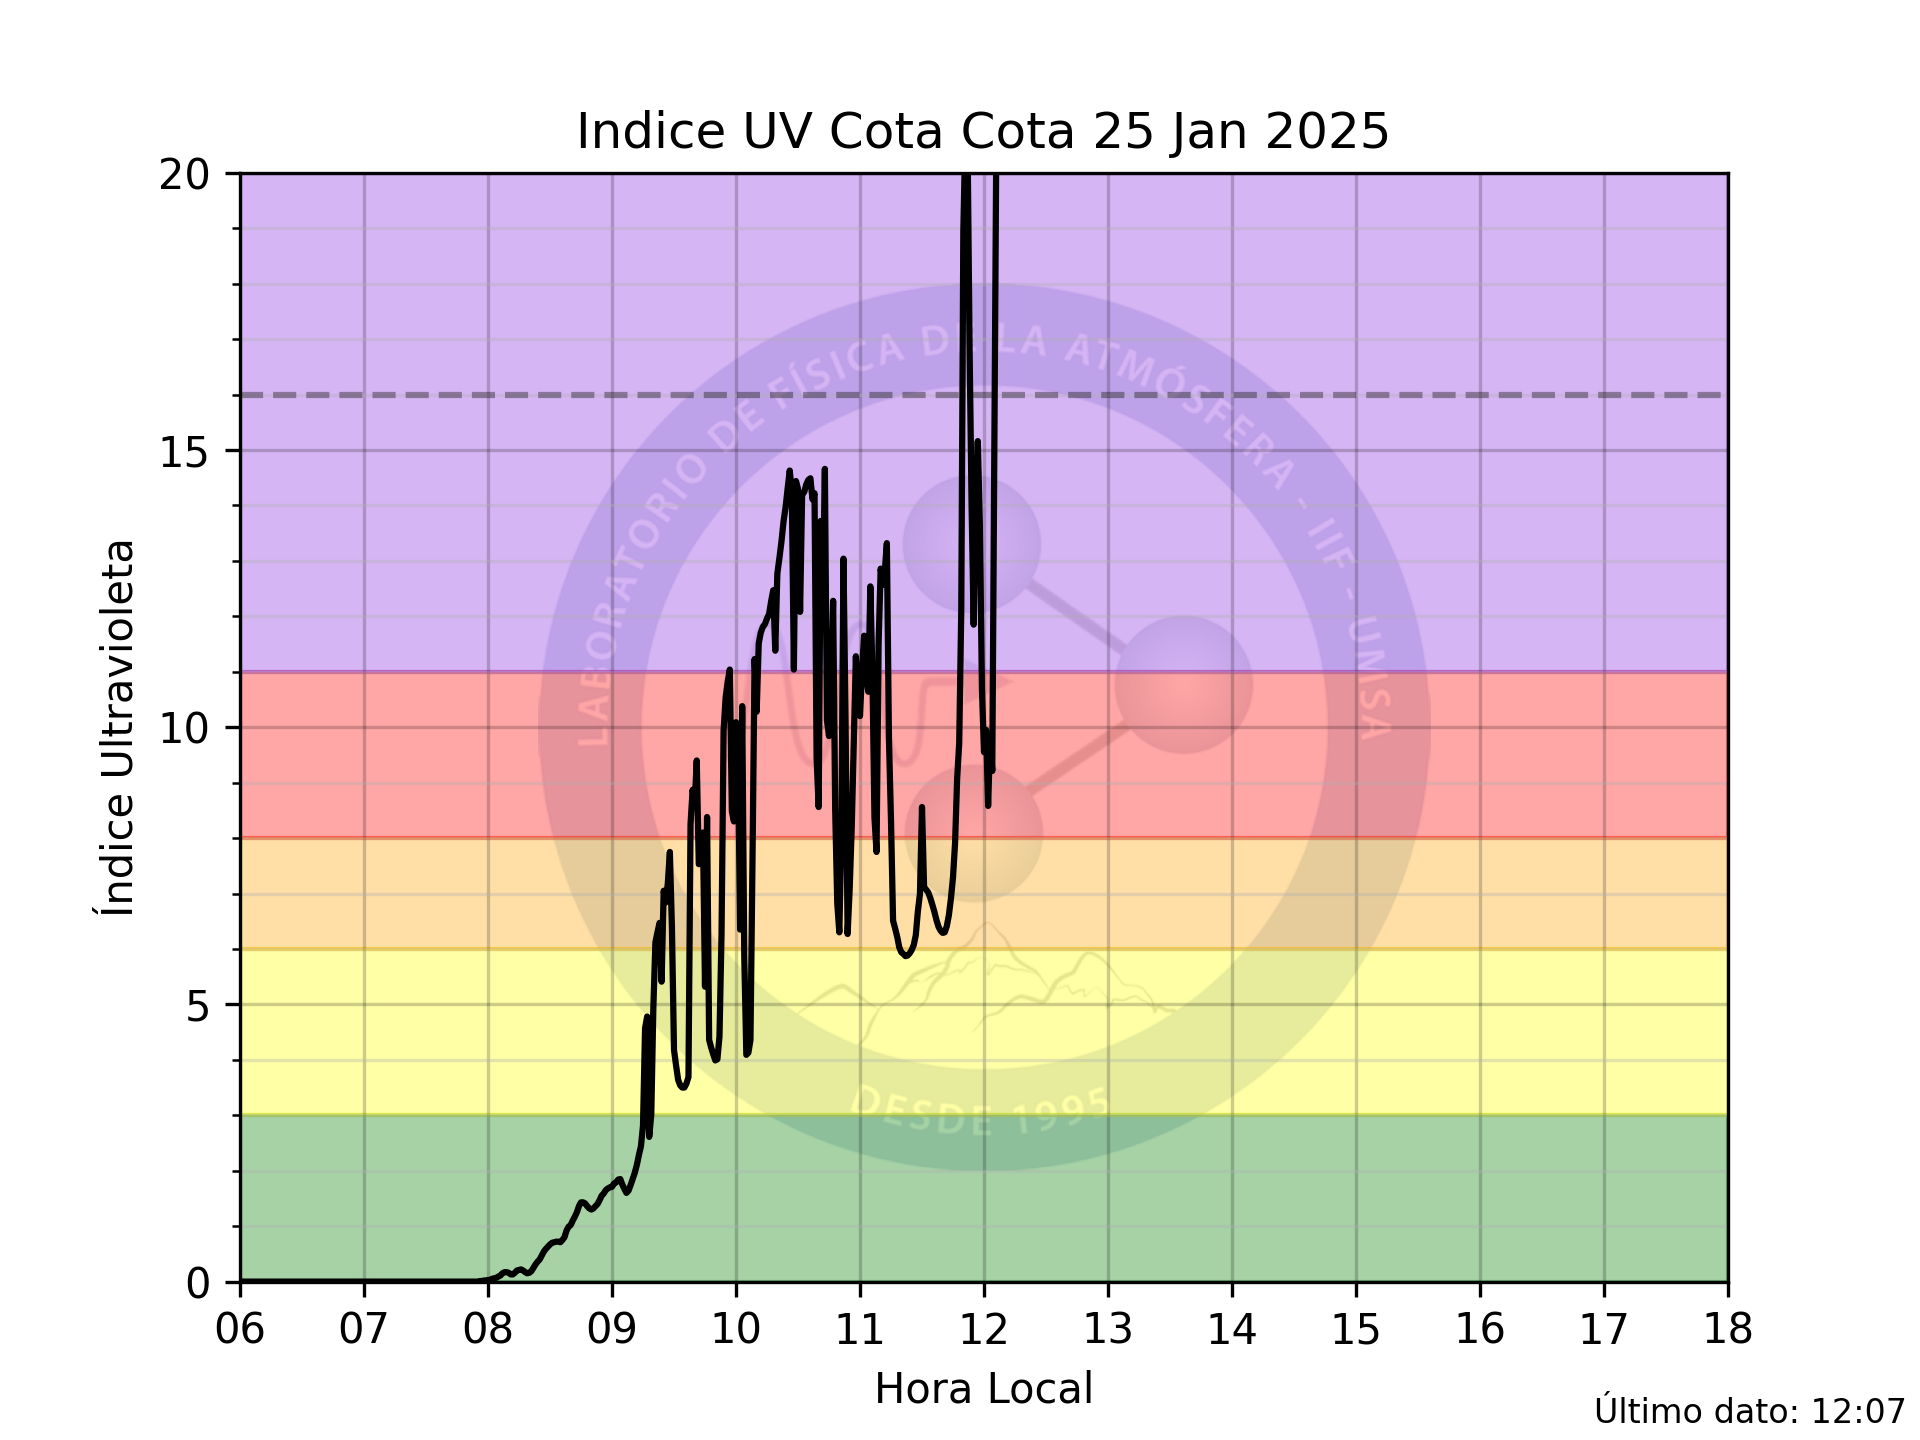 Indice UV Cota Cota 25 Jan 2025
20
15
10
5
0
Índice Ultravioleta
LABORATORIO DE FÍSICA DE LA ATMÓSFERA - IIF - UMSA
DESDE 1995
06 07 08 09 10 11 12 13 14 15 16 17 18
Hora Local
Último dato: 12:07